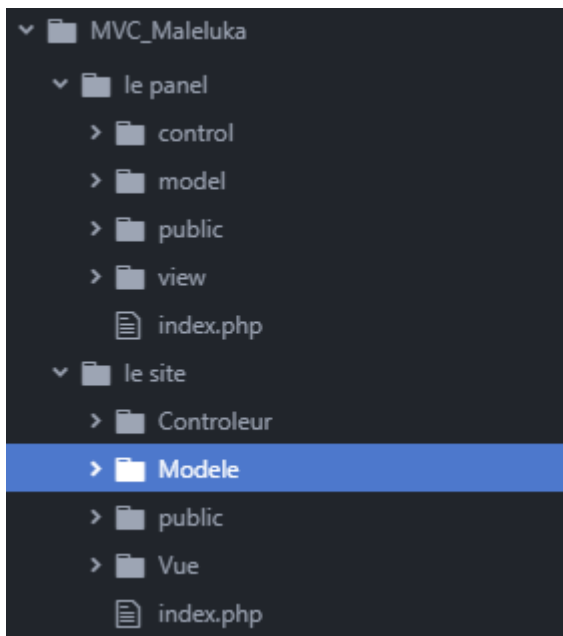 MVC_Maleluka
le panel
control
model
public
view
index.php
le site
Controleur
Modele
public
Vue
index.php